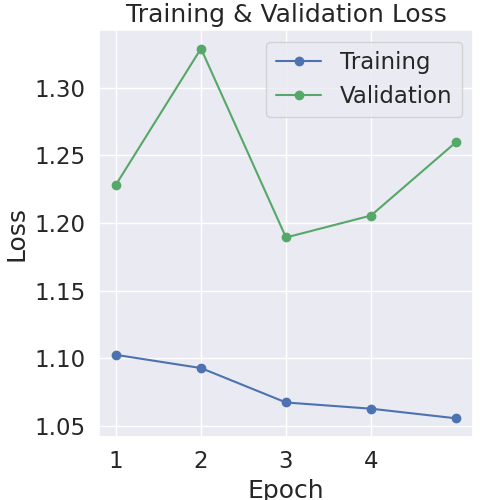 Training & Validation Loss
Training
Validation
1.30
1.25
1.20
1.15
1.10
1.05
Loss
1 2 3 4
Epoch